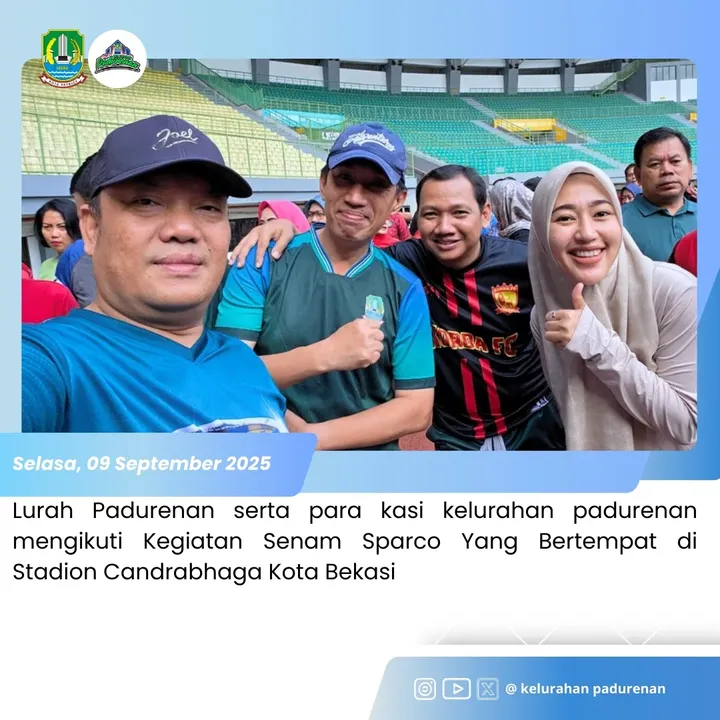 Joel
Selasa, 09 September 2025
Lurah Padurenan serta para kasi kelurahan padurenan
mengikuti Kegiatan Senam Sparco Yang Bertempat di
Stadion Candrabhaga Kota Bekasi
@ kelurahan padurenan